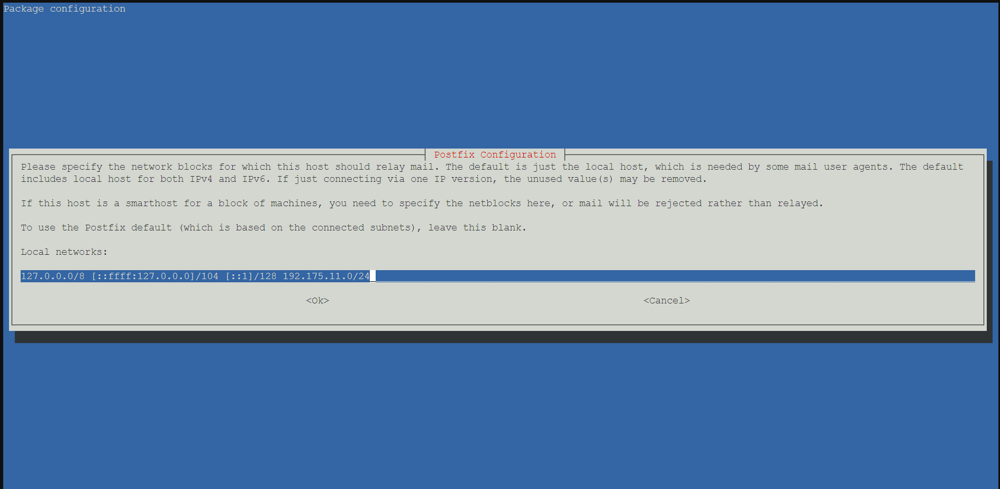 Package configuration
Postfix Configuration
Please specify the network blocks for which this host should relay mail. The default is just the local host, which is needed by some mail user agents. The default
includes local host for both IPv4 and IPv6. If just connecting via one IP version, the unused value(s) may be removed.
If this host is a smarthost for a block of machines, you need to specify the netblocks here, or mail will be rejected rather than relayed.
To use the Postfix default (which is based on the connected subnets), leave this blank.
Local networks:
127.0.0.0/8 [::ffff:127.0.0.0]/104 [::1]/128 192.175.11.0/24
<Ok> <Cancel>